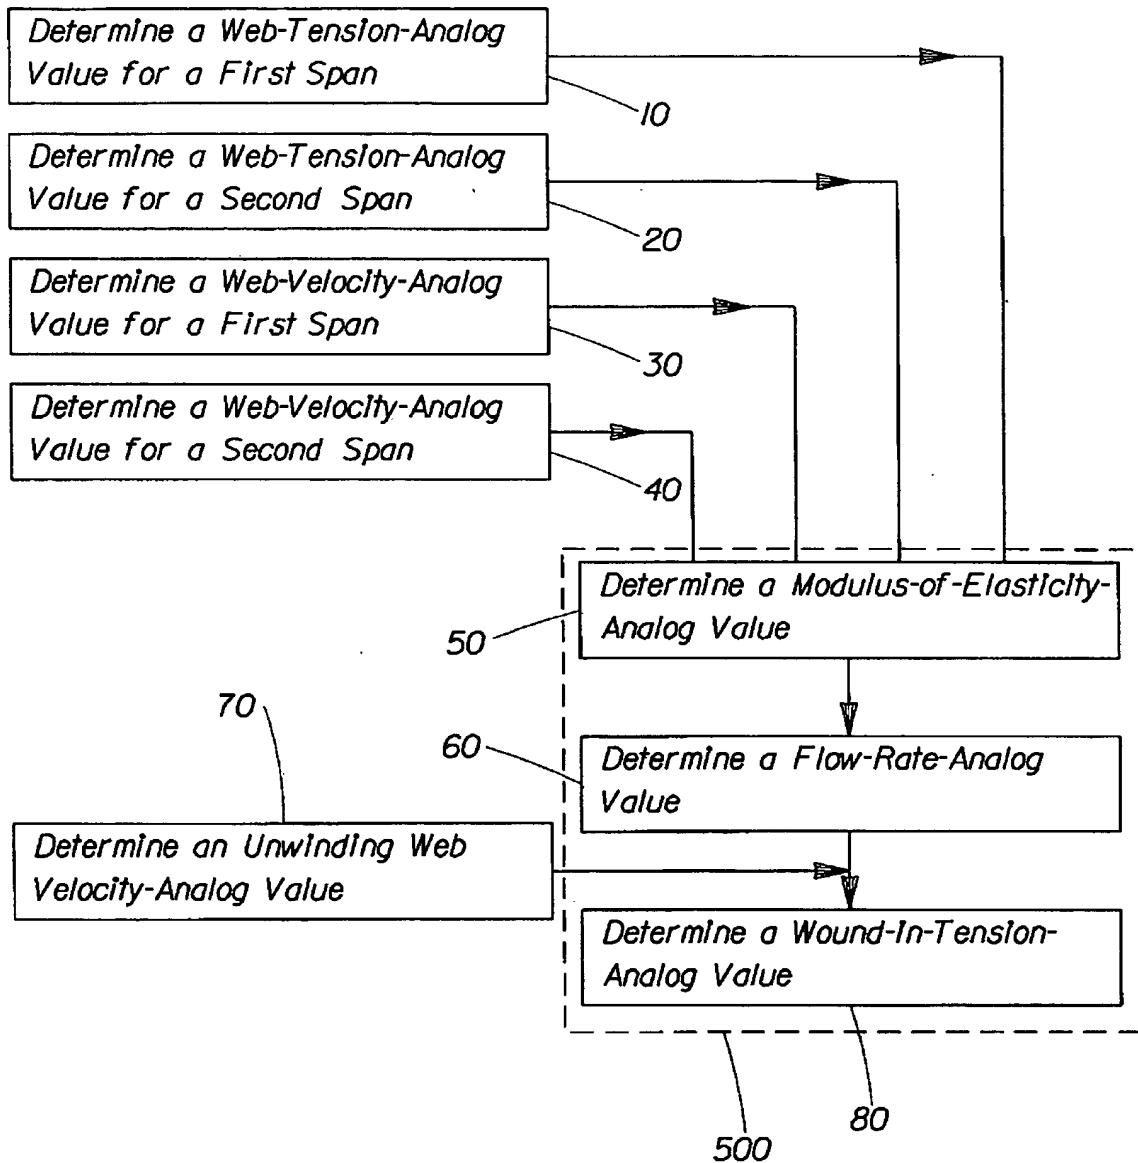 Determine a Web-Tension-Analog
Value for a First Span
10
Determine a Web-Tension-Analog
Value for a Second Span
20
Determine a Web-Velocity-Analog
Value for a First Span
30
Determine a Web-Velocity-Analog
Value for a Second Span
40
Determine a Modulus-of-Elasticity-
Analog Value
50
70
60
Determine a Flow-Rate-Analog
Value
Determine an Unwinding Web
Velocity-Analog Value
Determine a Wound-In-Tension-
Analog Value
80
500